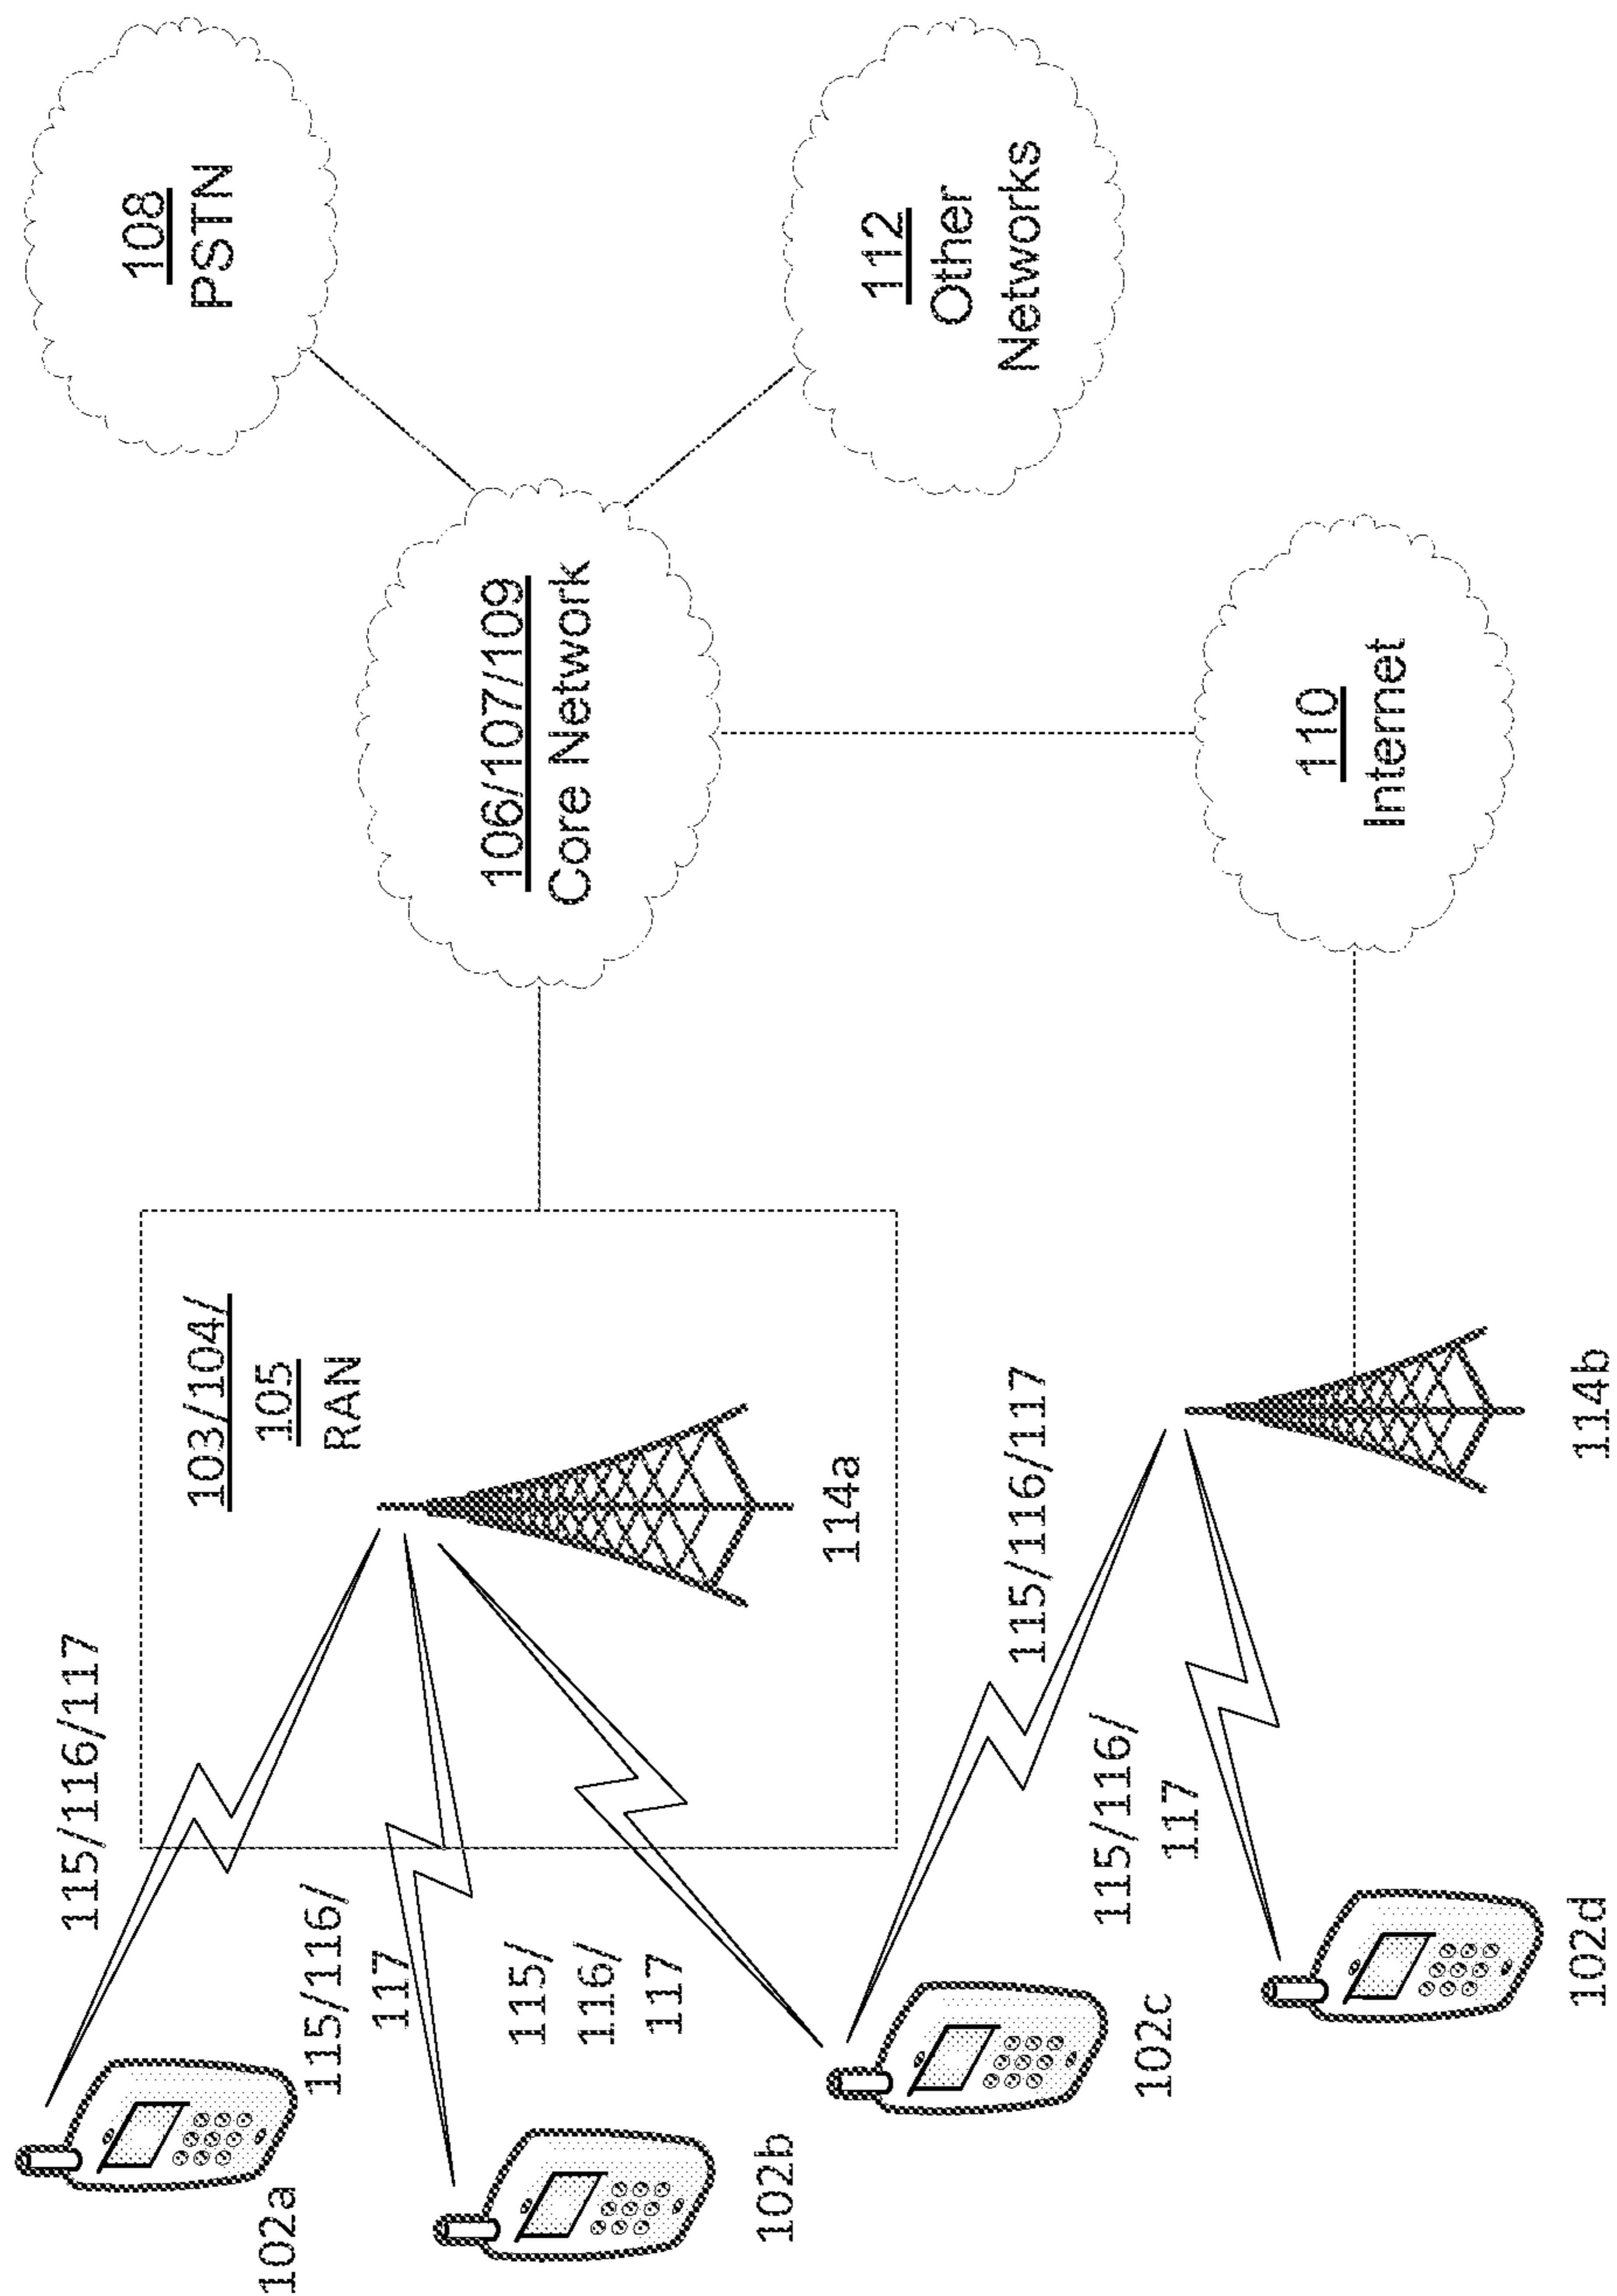 102a
115/116/117
103/104/
105
RAN
108
PSTN
106/107/109
Core Network
115/116/
117
102b
115/
116/
117
114a
112
Other
Networks
102c
115/116/117
115/116/
117
102d
114b
110
Internet